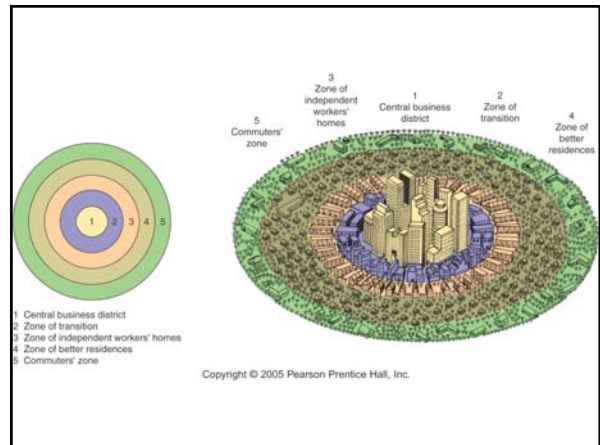 3
Zone of
independent
workers'
homes
1
Central business
district
2
Zone of
transition
5
Commuters'
zone
4
Zone of
better
residences
1
2
3
4
5
1 Central business district
2 Zone of transition
3 Zone of independent workers' homes
4 Zone of better residences
5 Commuters' zone
Copyright © 2005 Pearson Prentice Hall, Inc.